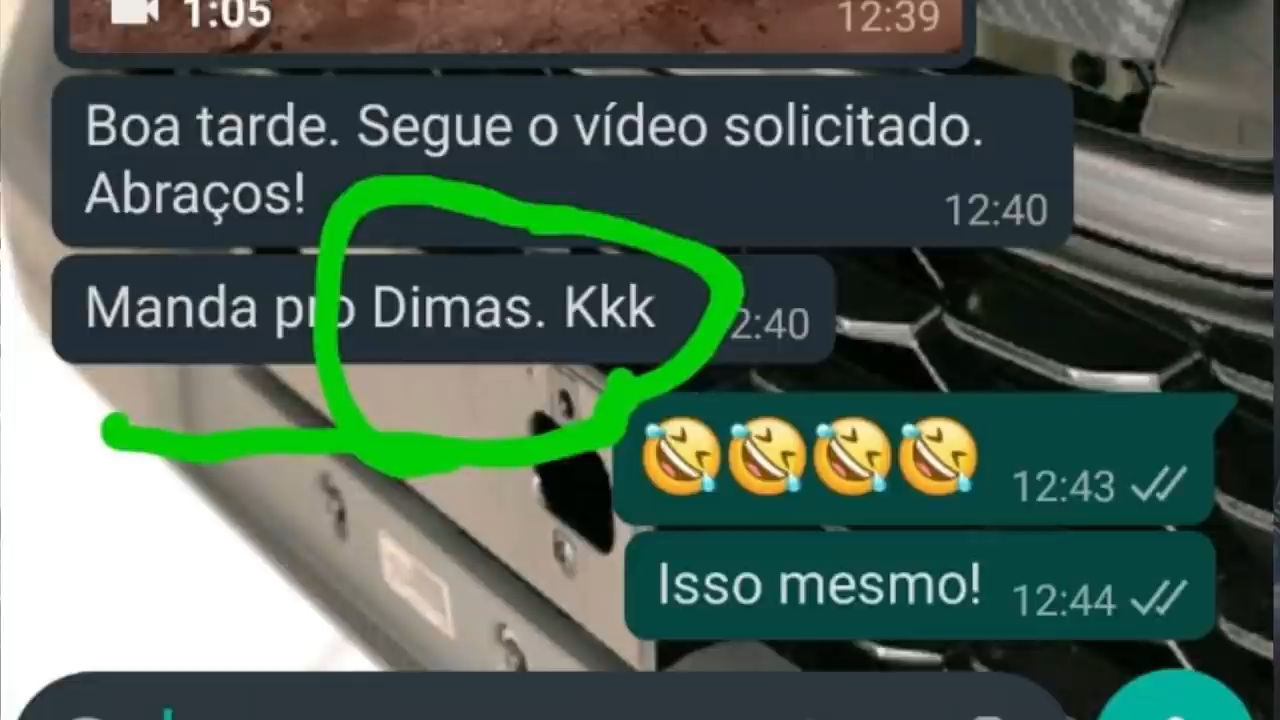 1:05
12:39
Boa tarde. Segue o vídeo solicitado.
Abraços!
12:40
Manda pro Dimas. Kkk
2:40
🤣🤣🤣🤣
12:43
Isso mesmo!
12:44